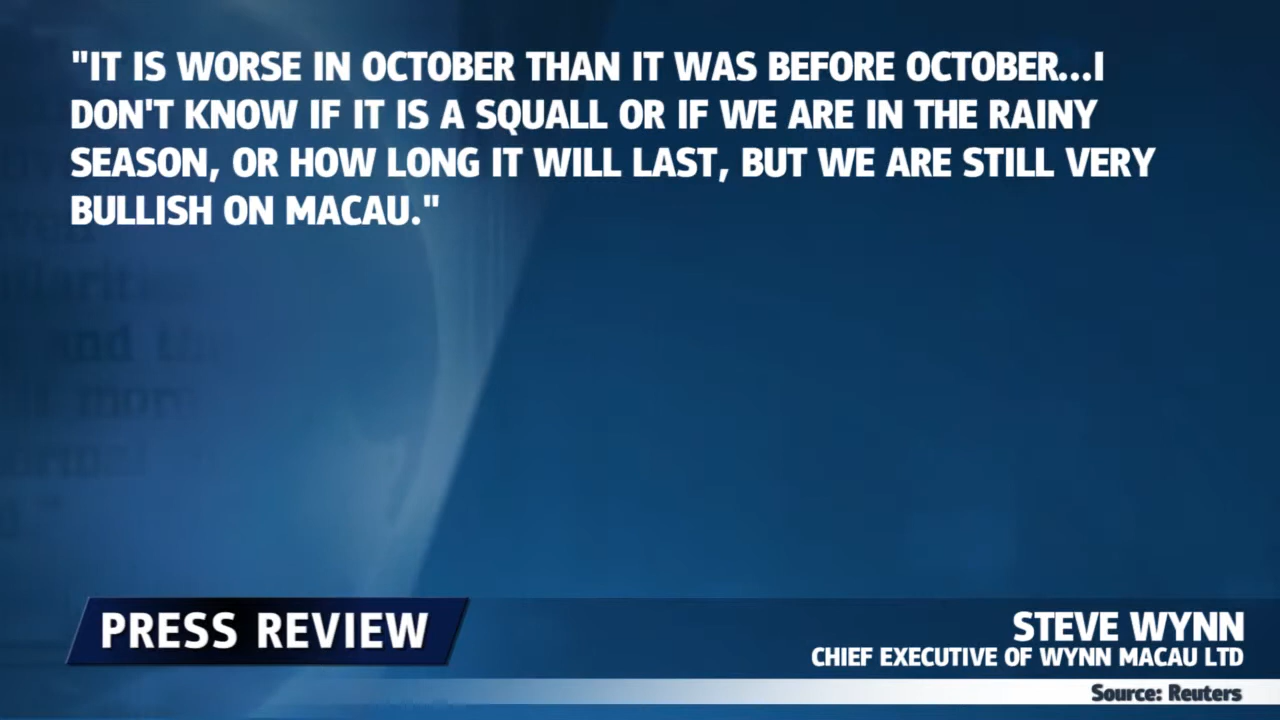 "IT IS WORSE IN OCTOBER THAN IT WAS BEFORE OCTOBER...I
DON'T KNOW IF IT IS A SQUALL OR IF WE ARE IN THE RAINY
SEASON, OR HOW LONG IT WILL LAST, BUT WE ARE STILL VERY
BULLISH ON MACAU."
and
more
PRESS REVIEW
STEVE WYNN
CHIEF EXECUTIVE OF WYNN MACAU LTD
Source: Reuters